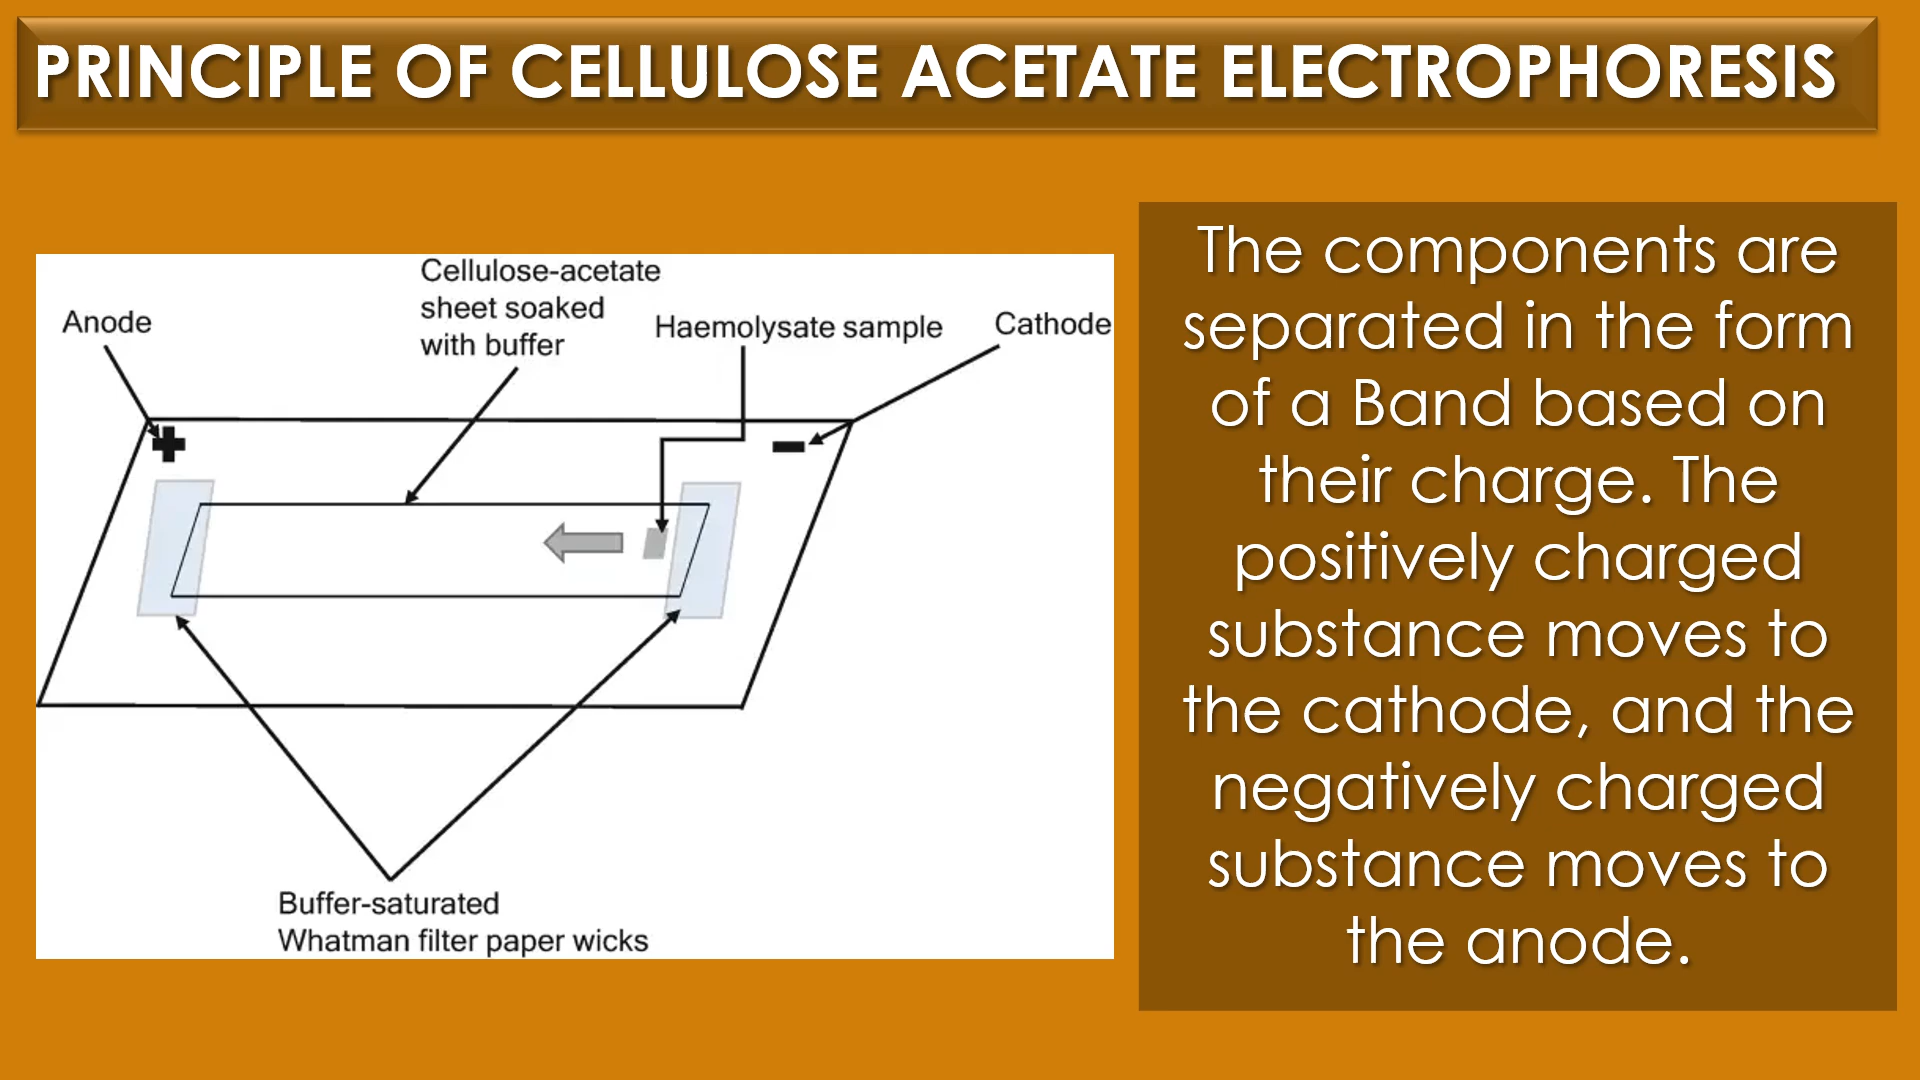 PRINCIPLE OF CELLULOSE ACETATE ELECTROPHORESIS
Cellulose-acetate
sheet soaked
with buffer
Anode
Haemolysate sample
Cathode
+
-
Buffer-saturated
Whatman filter paper wicks
The components are
separated in the form
of a Band based on
their charge. The
positively charged
substance moves to
the cathode, and the
negatively charged
substance moves to
the anode.